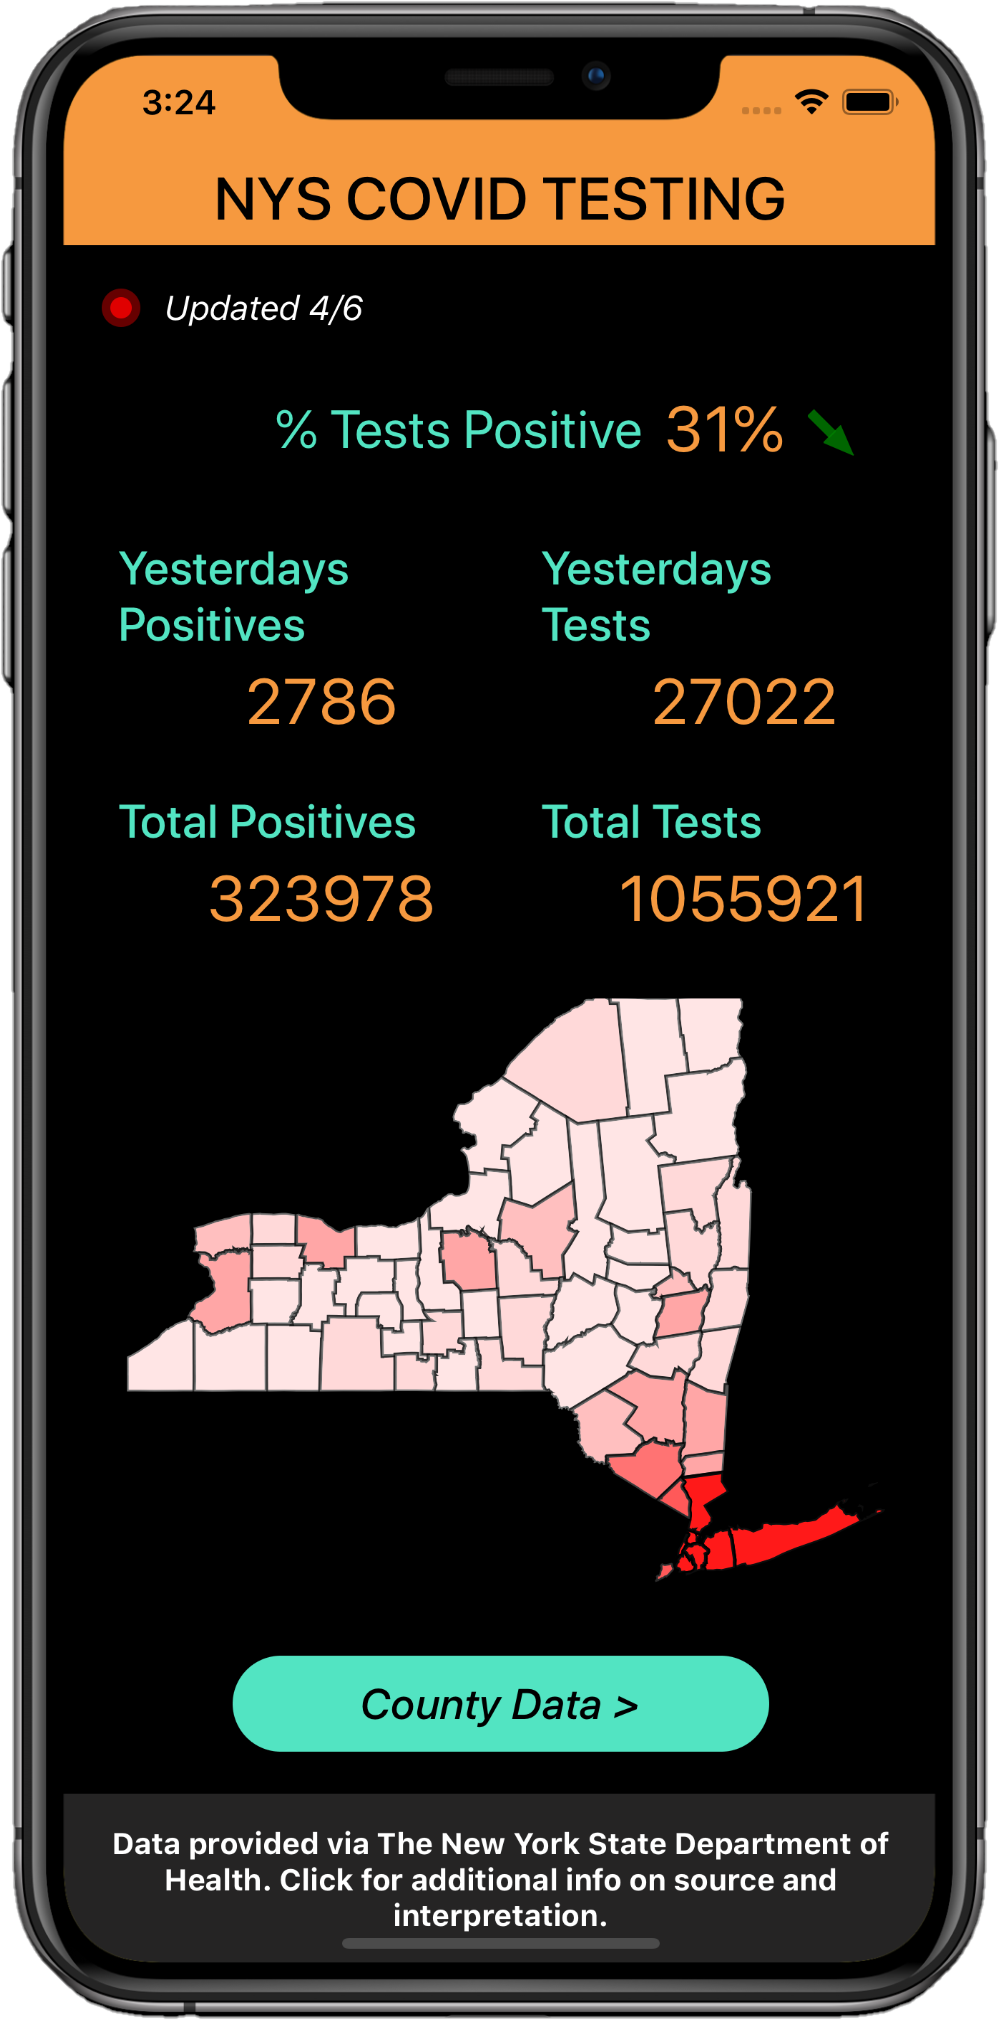 3:24
NYS COVID TESTING
Updated 4/6
% Tests Positive 31%
Yesterdays
Positives
2786
Yesterdays
Tests
27022
Total Positives
323978
Total Tests
1055921
County Data >
Data provided via The New York State Department of
Health. Click for additional info on source and
interpretation.